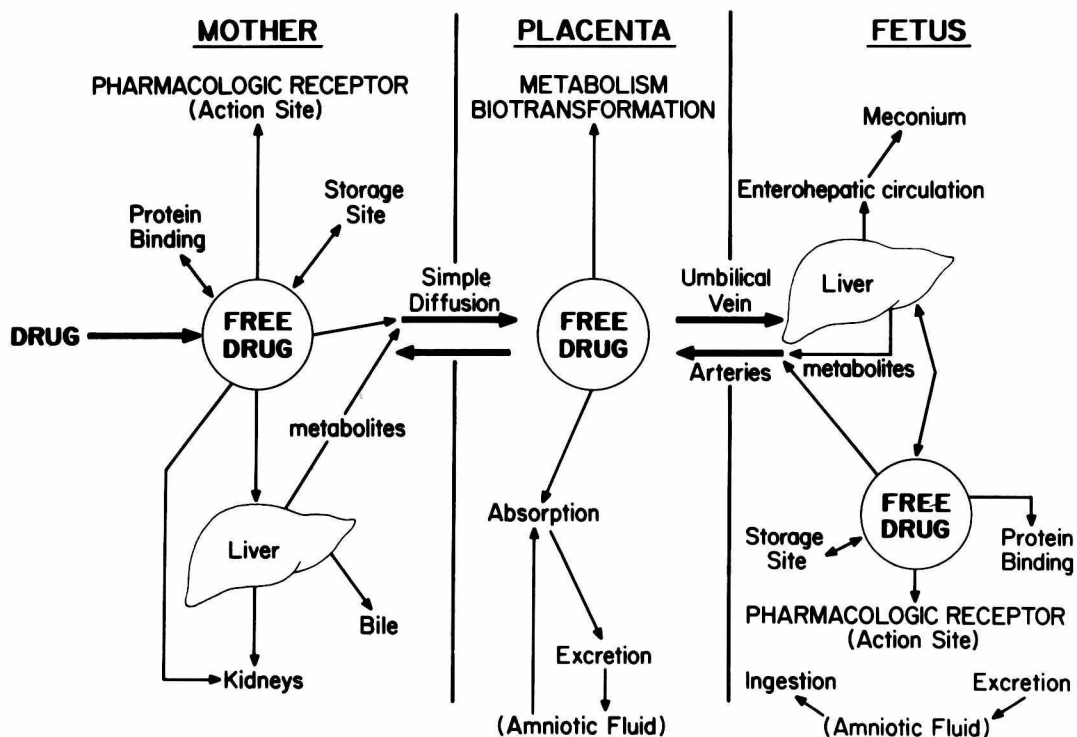 MOTHER
PHARMACOLOGIC RECEPTOR
(Action Site)
Protein
Binding
Storage
Site
DRUG
FREE
DRUG
metabolites
Liver
Bile
Kidneys
Simple
Diffusion
PLACENTA
METABOLISM
BIOTRANSFORMATION
FREE
DRUG
Absorption
Excretion
(Amniotic Fluid)
Umbilical
Vein
Arteries
FETUS
Meconium
Enterohepatic circulation
Liver
metabolites
FREE
DRUG
Storage
Site
Protein
Binding
PHARMACOLOGIC RECEPTOR
(Action Site)
Ingestion
Excretion
(Amniotic Fluid)